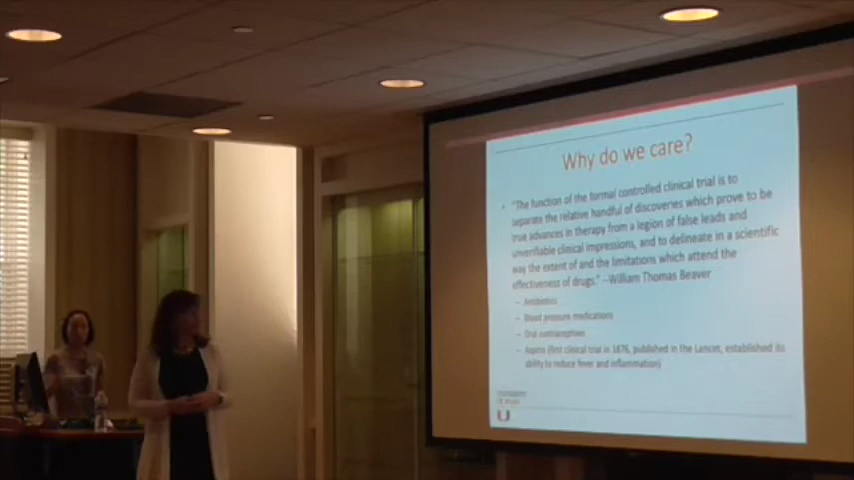 Why do we care?
• "The function of the formal controlled clinical trial is to
separate the relative handful of discoveries which prove to be
true advances in therapy from a legion of false leads and
unverifiable clinical impressions, and to delineate in a scientific
way the extent of and the limitations which attend the
effectiveness of drugs." –William Thomas Beaver
– Antibiotics
– Blood pressure medications
– Oral contraceptives
– Aspirin (first clinical trial in 1876, published in the Lancet, established its
ability to reduce fever and inflammation)
U